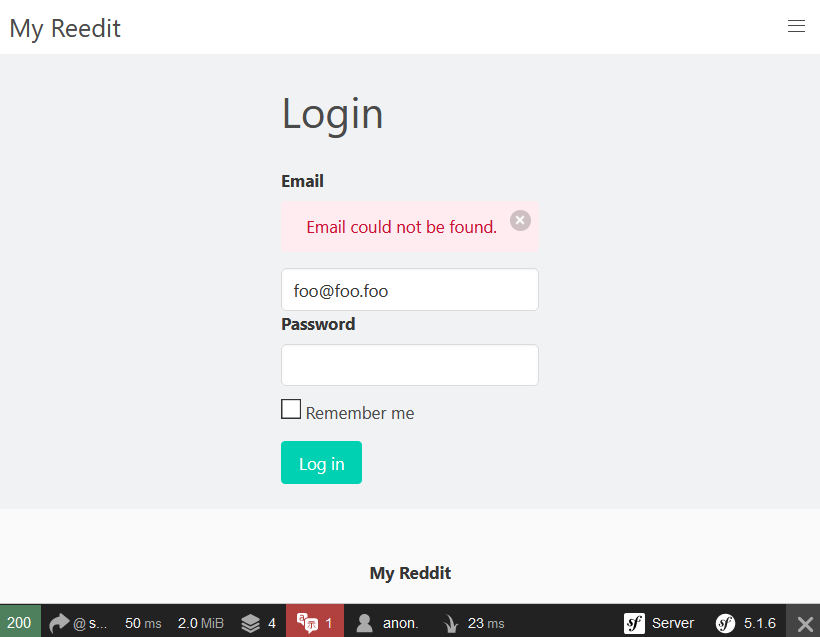 My Reedit
Login
Email
Email could not be found.
foo@foo.foo
Password
Remember me
Log in
My Reddit
200 @ s... 50 ms 2.0 MiB 4 1 anon. 23 ms Server 5.1.6